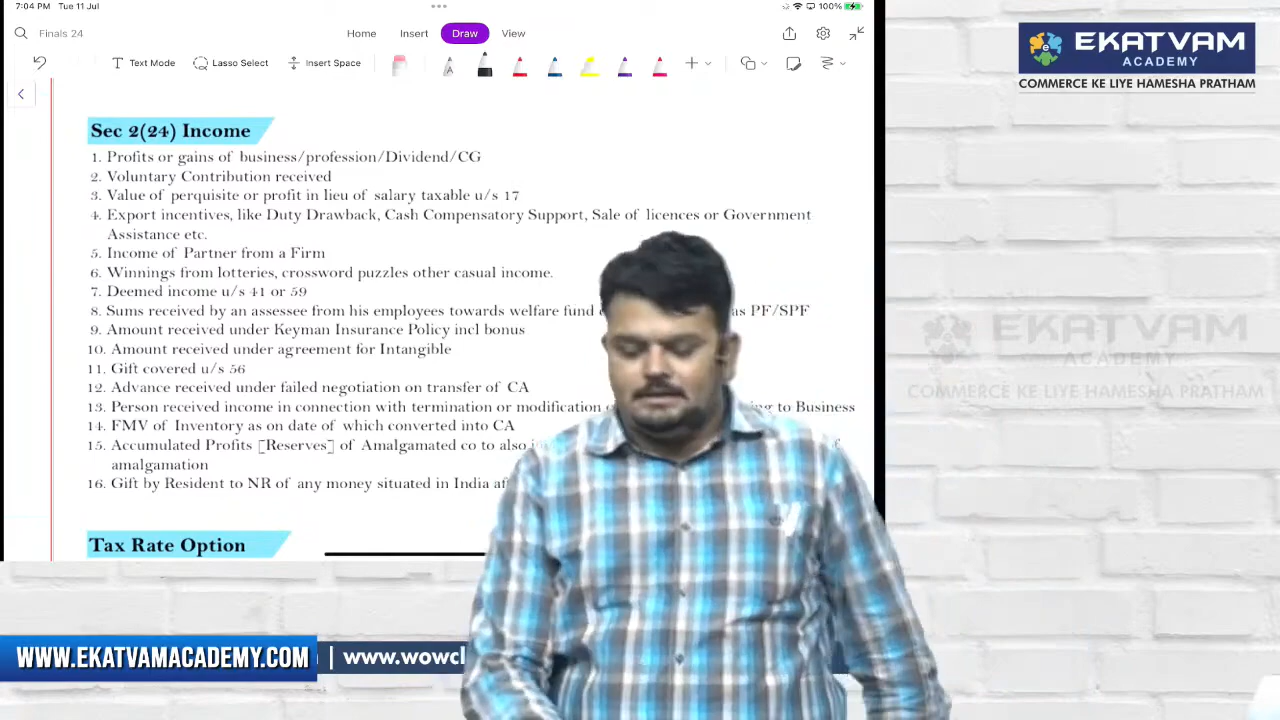 7:04 PM Tue 11 Jul
100%
Finals 24
Home Insert Draw View
Text Mode Lasso Select Insert Space
EKATVAM
ACADEMY
COMMERCE KE LIYE HAMESHA PRATHAM
Sec 2(24) Income
1. Profits or gains of business/profession/Dividend/CG
2. Voluntary Contribution received
3. Value of perquisite or profit in lieu of salary taxable u/s 17
4. Export incentives, like Duty Drawback, Cash Compensatory Support, Sale of licences or Government
Assistance etc.
5. Income of Partner from a Firm
6. Winnings from lotteries, crossword puzzles other casual income.
7. Deemed income u/s 41 or 59
8. Sums received by an assessee from his employees towards welfare fund as PF/SPF
9. Amount received under Keyman Insurance Policy incl bonus
10. Amount received under agreement for Intangible
11. Gift covered u/s 56
12. Advance received under failed negotiation on transfer of CA
13. Person received income in connection with termination or modification to Business
14. FMV of Inventory as on date of which converted into CA
15. Accumulated Profits [Reserves] of Amalgamated co to also
amalgamation
16. Gift by Resident to NR of any money situated in India
Tax Rate Option
EKATVAM
ACADEMY
COMMERCE KE LIYE HAMESHA PRATHAM
WWW.EKATVAMACADEMY.COM | www.wowcl